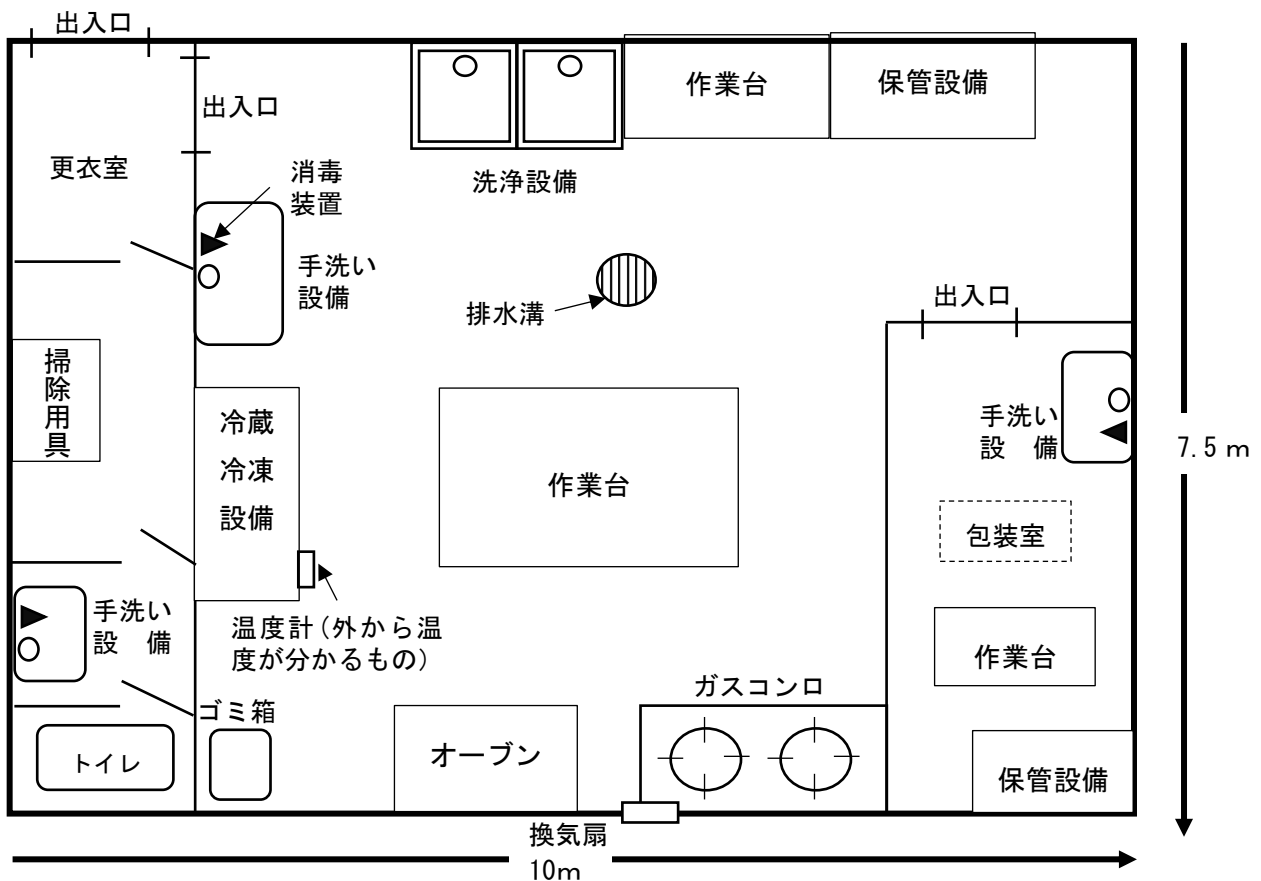 出入口
出入口
更衣室
消毒
装置
手洗い
設備
洗浄設備
作業台
保管設備
排水溝
出入口
掃除用具
冷蔵
冷凍
設備
作業台
手洗い
設　備
7.5ｍ
包装室
手洗い
設　備
温度計（外から温
度が分かるもの）
作業台
ゴミ箱
ガスコンロ
トイレ
オーブン
保管設備
換気扇
10ｍ